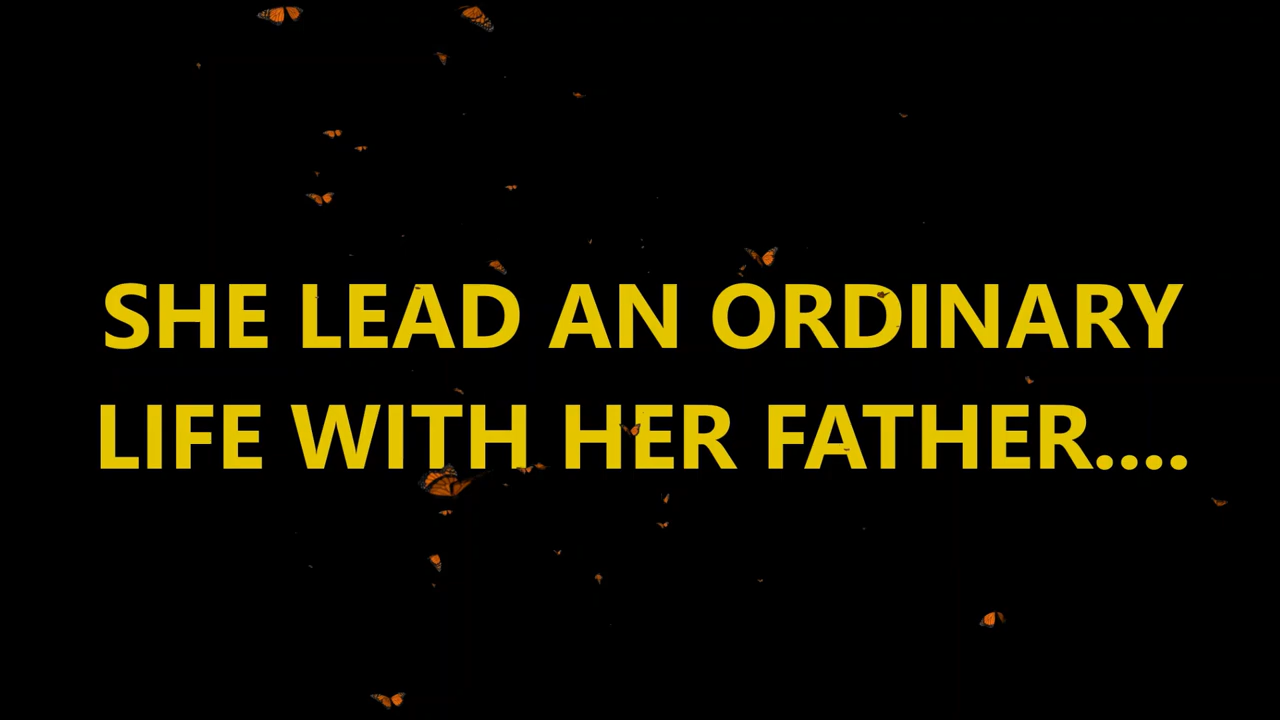 SHE LEAD AN ORDINARY
LIFE WITH HER FATHER....